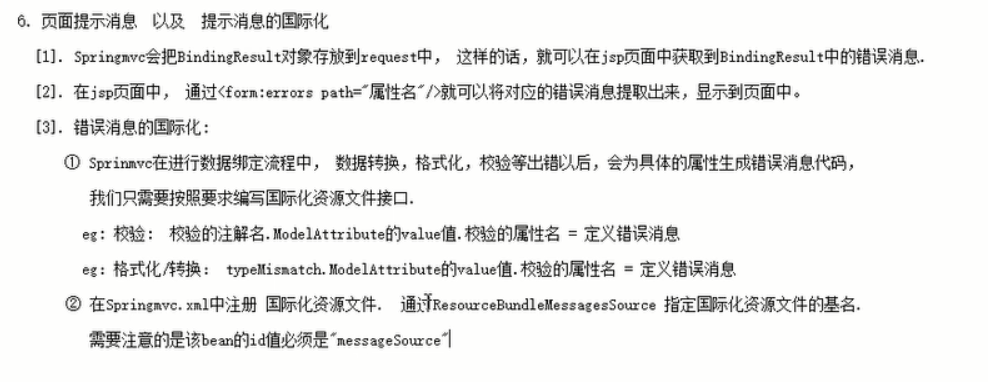 6. 页面提示消息 以及 提示消息的国际化
[1]. Springmvc会把BindingResult对象存放到request中, 这样的话, 就可以在jsp页面中获取到BindingResult中的错误消息.
[2]. 在jsp页面中, 通过<form:errors path="属性名"/>就可以将对应的错误消息提取出来, 显示到页面中。
[3]. 错误消息的国际化:
① Sprinmvc在进行数据绑定流程中, 数据转换, 格式化, 校验等出错以后, 会为具体的属性生成错误消息代码,
我们只需要按照要求编写国际化资源文件接口.
eg: 校验: 校验的注解名.ModelAttribute的value值.校验的属性名 = 定义错误消息
eg: 格式化/转换: typeMismatch.ModelAttribute的value值.校验的属性名 = 定义错误消息
② 在Springmvc.xml中注册 国际化资源文件. 通过ResourceBundleMessagesSource 指定国际化资源文件的基名.
需要注意的是该bean的id值必须是"messageSource"